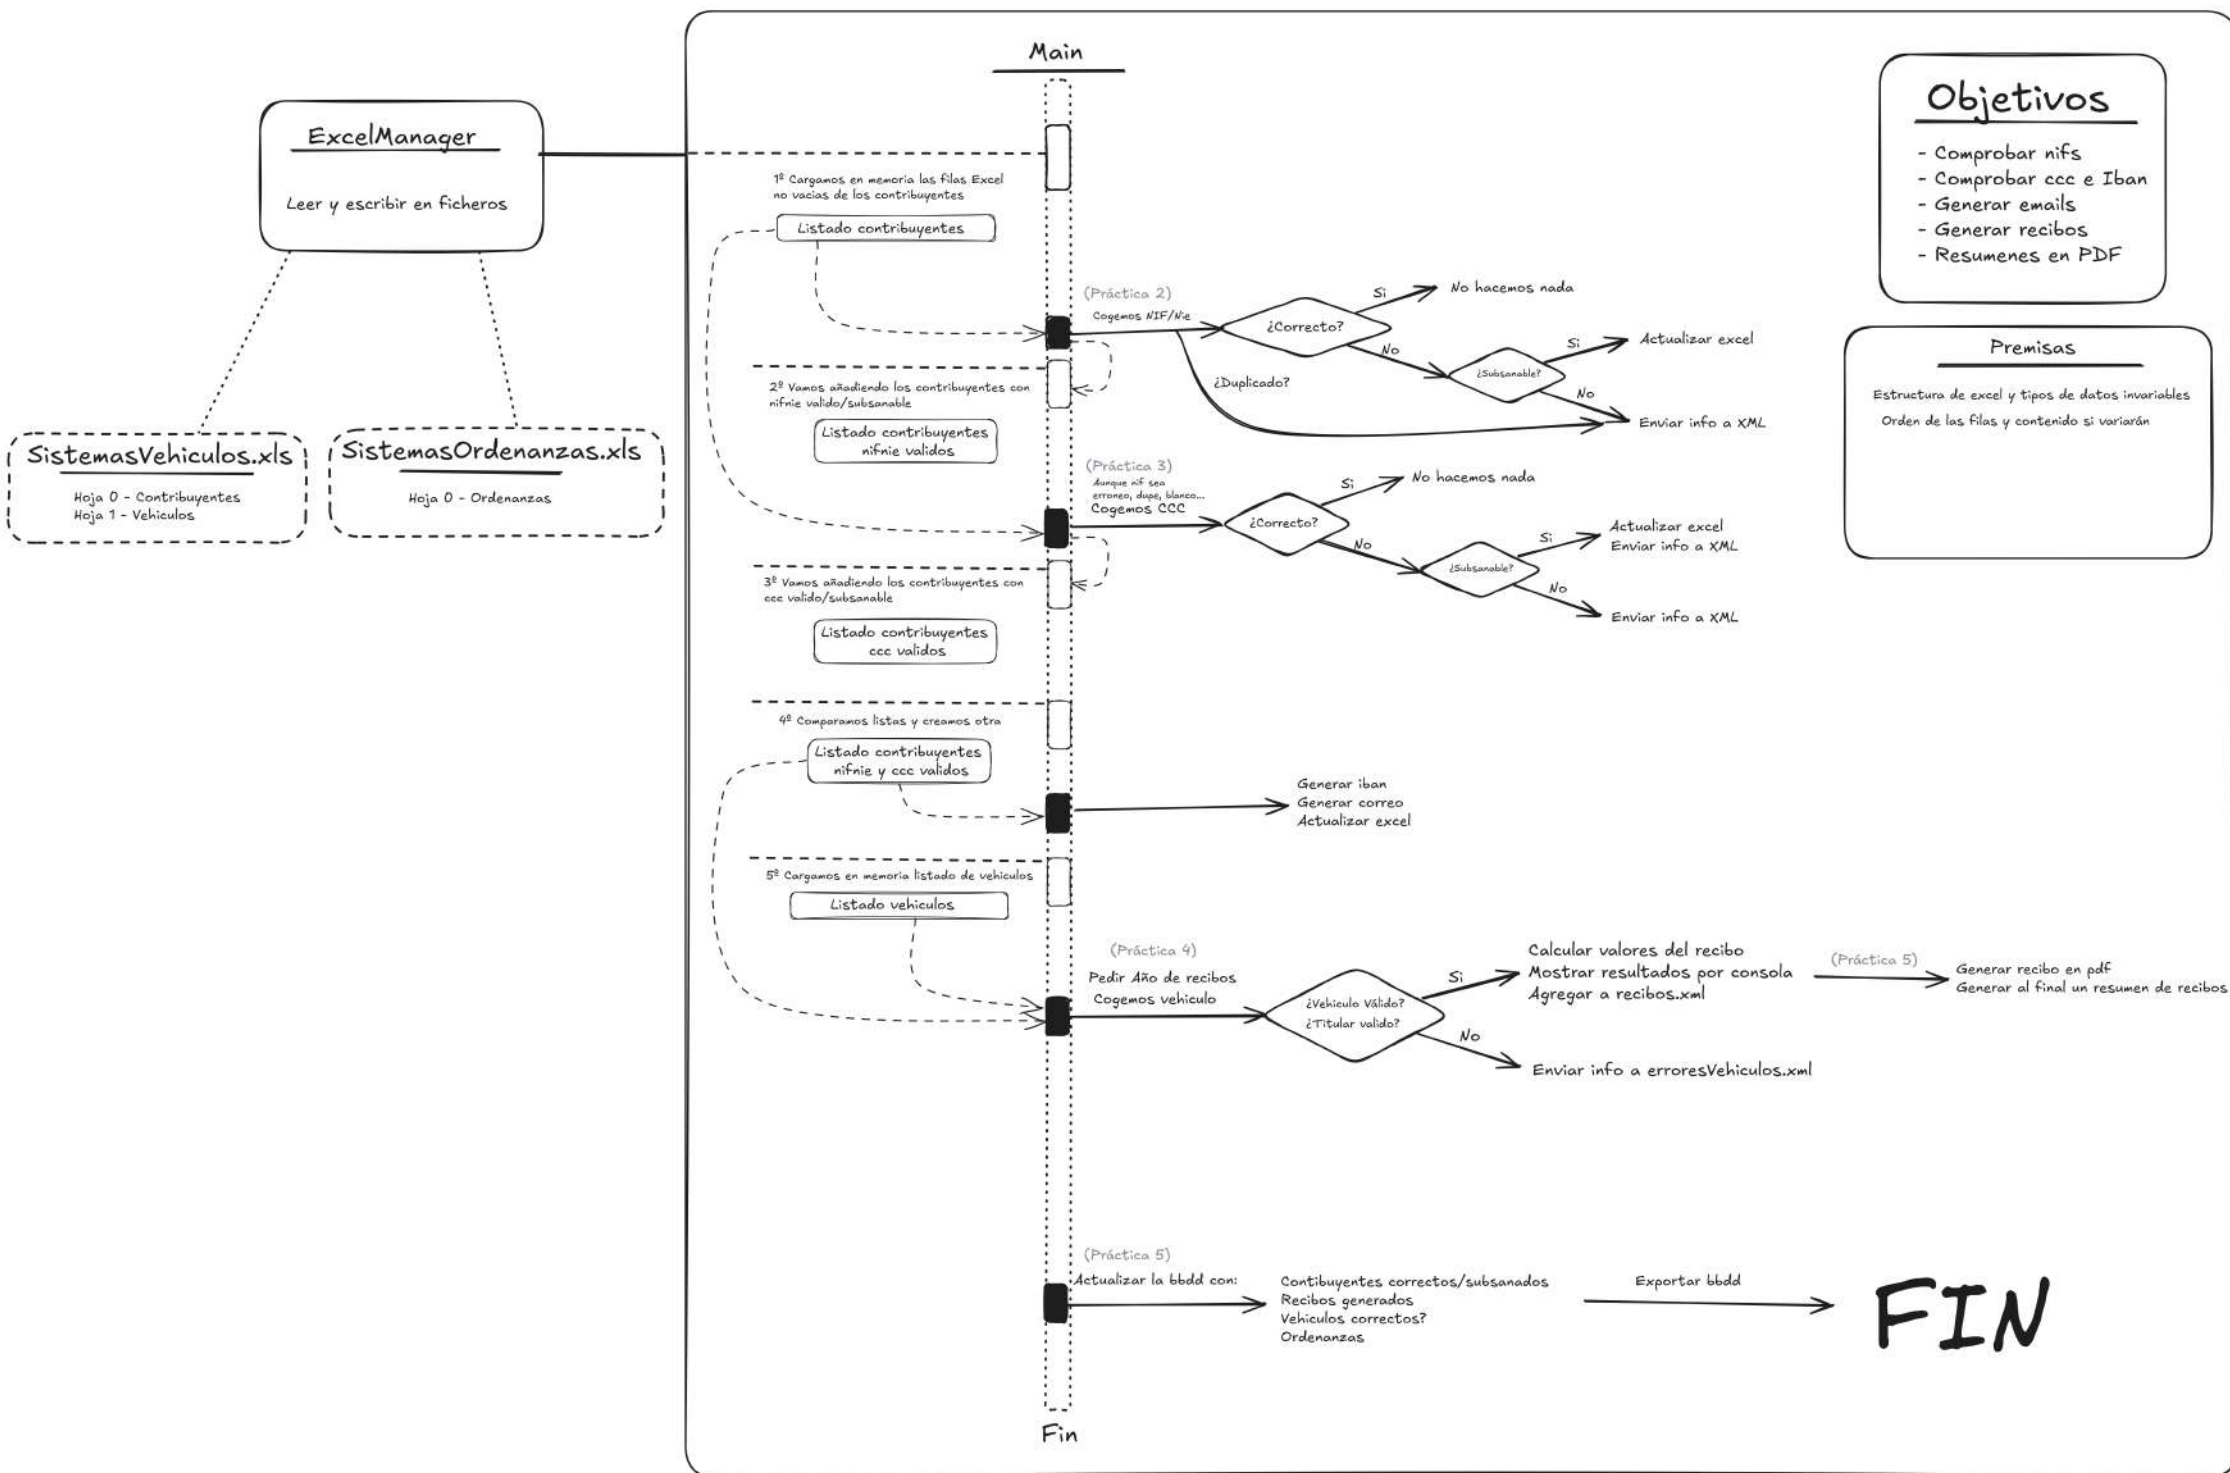 Main
ExcelManager
Leer y escribir en ficheros
SistemasVehiculos.xls
Hoja 0 - Contribuyentes
Hoja 1 - Vehiculos
SistemasOrdenanzas.xls
Hoja 0 - Ordenanzas
Objetivos
- Comprobar nifs
- Comprobar ccc e Iban
- Generar emails
- Generar recibos
- Resumenes en PDF
Premisas
Estructura de excel y tipos de datos invariables
Orden de las filas y contenido si variarán
1º Cargamos en memoria las filas Excel
no vacias de los contribuyentes
Listado contribuyentes
(Práctica 2)
Cogemos NIF/Nie
¿Correcto?
Si
No hacemos nada
No
¿Subsanable?
Si
Actualizar excel
No
Enviar info a XML
¿Duplicado?
2º Vamos añadiendo los contribuyentes con
nifnie valido/subsanable
Listado contribuyentes
nifnie validos
(Práctica 3)
Aunque nif sea
erroneo, dupe, blanco...
Cogemos CCC
¿Correcto?
Si
No hacemos nada
No
¿Subsanable?
Si
Actualizar excel
Enviar info a XML
No
Enviar info a XML
3º Vamos añadiendo los contribuyentes con
ccc valido/subsanable
Listado contribuyentes
ccc validos
4º Comparamos listas y creamos otra
Listado contribuyentes
nifnie y ccc validos
Generar iban
Generar correo
Actualizar excel
5º Cargamos en memoria listado de vehiculos
Listado vehiculos
(Práctica 4)
Pedir Año de recibos
Cogemos vehiculo
¿Vehiculo Válido?
¿Titular valido?
Si
Calcular valores del recibo
Mostrar resultados por consola
Agregar a recibos.xml
(Práctica 5)
Generar recibo en pdf
Generar al final un resumen de recibos
No
Enviar info a erroresVehiculos.xml
(Práctica 5)
Actualizar la bbdd con:
Contibuyentes correctos/subsanados
Recibos generados
Vehiculos correctos?
Ordenanzas
Exportar bbdd
FIN
Fin